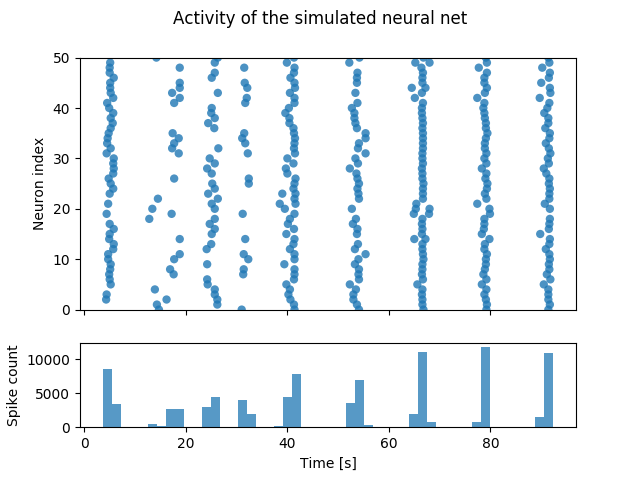 Activity of the simulated neural net
50
40
30
20
10
0
Neuron index
10000
5000
0
Spike count
0 20 40 60 80
Time [s]